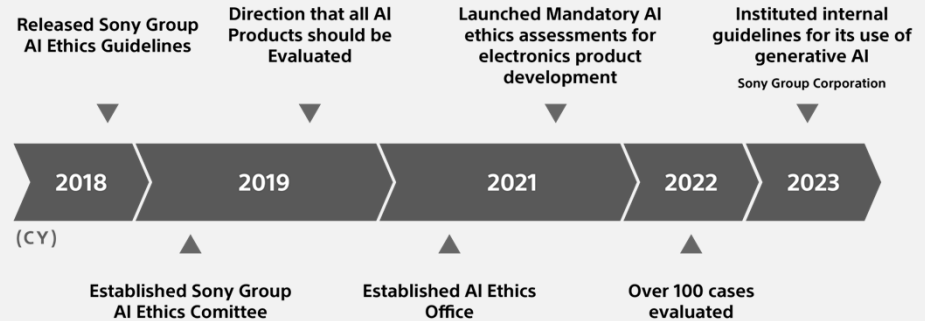 Released Sony Group
AI Ethics Guidelines
Direction that all AI
Products should be
Evaluated
Launched Mandatory AI
ethics assessments for
electronics product
development
Instituted internal
guidelines for its use of
generative AI
Sony Group Corporation
2018
2019
2021
2022
2023
(CY)
Established Sony Group
AI Ethics Comittee
Established AI Ethics
Office
Over 100 cases
evaluated